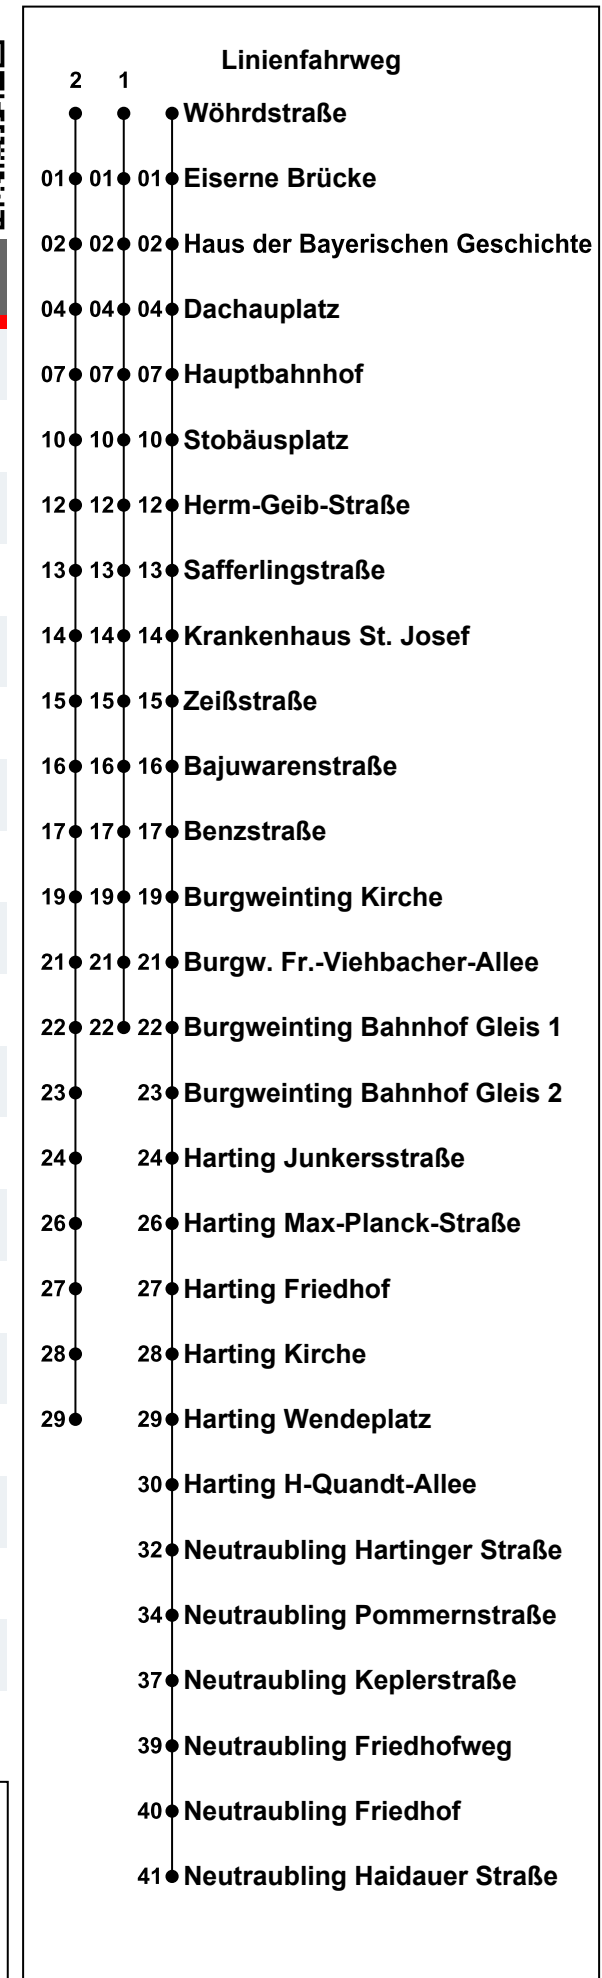 Linienfahrweg
2 1
Wöhrdstraße
01 01 01 Eiserne Brücke
02 02 02 Haus der Bayerischen Geschichte
04 04 04 Dachauplatz
07 07 07 Hauptbahnhof
10 10 10 Stobäusplatz
12 12 12 Herm-Geib-Straße
13 13 13 Safferlingstraße
14 14 14 Krankenhaus St. Josef
15 15 15 Zeißstraße
16 16 16 Bajuwarenstraße
17 17 17 Benzstraße
19 19 19 Burgweinting Kirche
21 21 21 Burgw. Fr.-Viehbacher-Allee
22 22 22 Burgweinting Bahnhof Gleis 1
23 23 Burgweinting Bahnhof Gleis 2
24 24 Harting Junkersstraße
26 26 Harting Max-Planck-Straße
27 27 Harting Friedhof
28 28 Harting Kirche
29 29 Harting Wendeplatz
30 Harting H-Quandt-Allee
32 Neutraubling Hartinger Straße
34 Neutraubling Pommernstraße
37 Neutraubling Keplerstraße
39 Neutraubling Friedhofweg
40 Neutraubling Friedhof
41 Neutraubling Haidauer Straße